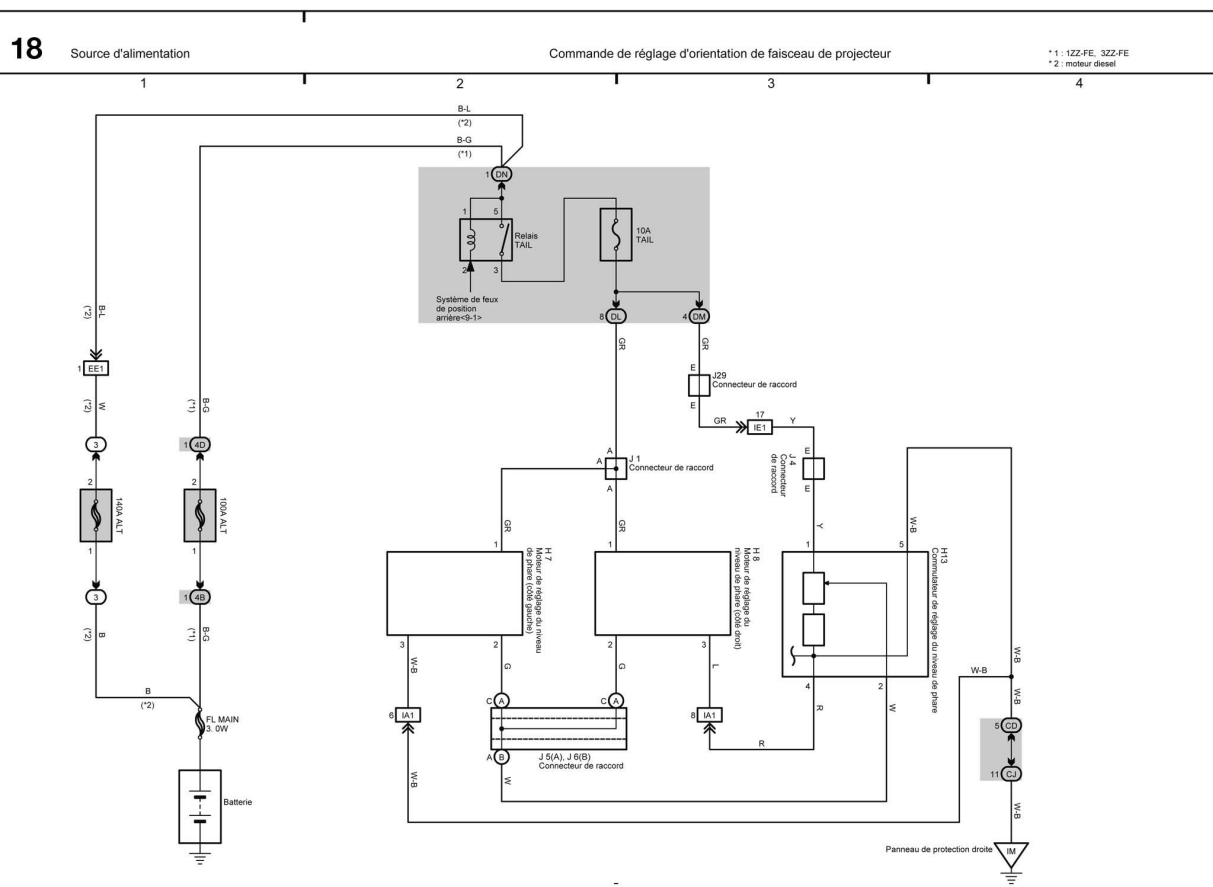 18 Source d'alimentation Commande de réglage d'orientation de faisceau de projecteur * 1 : 1ZZ-FE, 3ZZ-FE
* 2 : moteur diesel
1 2 3 4
B-L
(*2)
B-G
(*1)
1 DN
1 5
Relais
TAIL
10A
TAIL
2 3
Système de feux
de position
arrière<9-1>
8 DL
4 DM
B-L
(*2)
1 EE1
W
(*2)
B-G
(*1)
3
1 4D
2
140A ALT
1
2
100A ALT
1
3
1 4B
B
(*2)
B-G
(*1)
B
(*2)
FL MAIN
3. 0W
Batterie
GR
GR
E
J29
Connecteur de raccord
E
GR
17
IE1
Y
A
A
J 1
Connecteur de raccord
A
E
J 4
Connecteur
de raccord
E
GR
GR
Y
W-B
1
H 7
Moteur de réglage du niveau
de phare (côté gauche)
3 2
1
H 8
Moteur de réglage du
niveau de phare (côté droit)
2 3
1 5
H13
Commutateur de réglage du niveau de phare
4 2
W-B
G
G
L
R
W
W-B
W-B
W-B
6 IA1
C A
C A
8 IA1
R
5 CD
A B
J 5(A), J 6(B)
Connecteur de raccord
W-B
W
11 CJ
W-B
Panneau de protection droite
IM
-